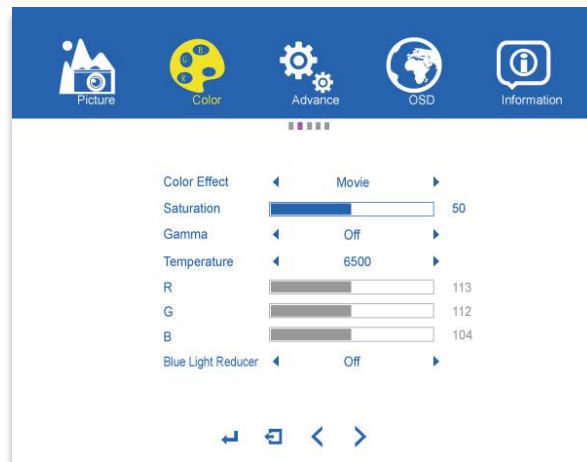 B
G
R
Picture Color Advance OSD Information
Color Effect Movie
Saturation 50
Gamma Off
Temperature 6500
R 113
G 112
B 104
Blue Light Reducer Off